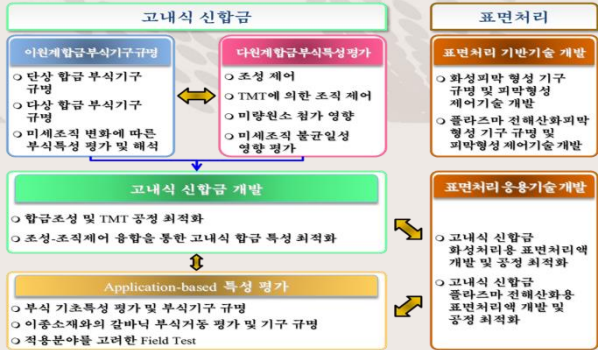 고내식 신합금
표면처리
이원계합금부식기구규명
○ 단상 합금 부식기구
규명
○ 다상 합금 부식기구
규명
○ 미세조직 변화에 따른
부식특성 평가 및 해석
다원계합금부식특성평가
○ 조성 제어
○ TMT에 의한 조직 제어
○ 미량원소 첨가 영향
○ 미세조직 불균일성
영향 평가
표면처리 기반기술 개발
○ 화성피막 형성 기구
규명 및 피막형성
제어기술 개발
○ 플라즈마 전해산화피막
형성 기구 규명 및
피막형성제어기술개발
고내식 신합금 개발
○ 합금조성 및 TMT 공정 최적화
○ 조성-조직제어 융합을 통한 고내식 합금 특성 최적화
Application-based 특성 평가
○ 부식 기초특성 평가 및 부식기구 규명
○ 이종소재와의 갈바닉 부식거동 평가 및 기구 규명
○ 적용분야를 고려한 Field Test
표면처리 응용기술개발
○ 고내식 신합금
화성처리용 표면처리액
개발 및 공정 최적화
○ 고내식 신합금
플라즈마 전해산화용
표면처리액 개발 및
공정 최적화